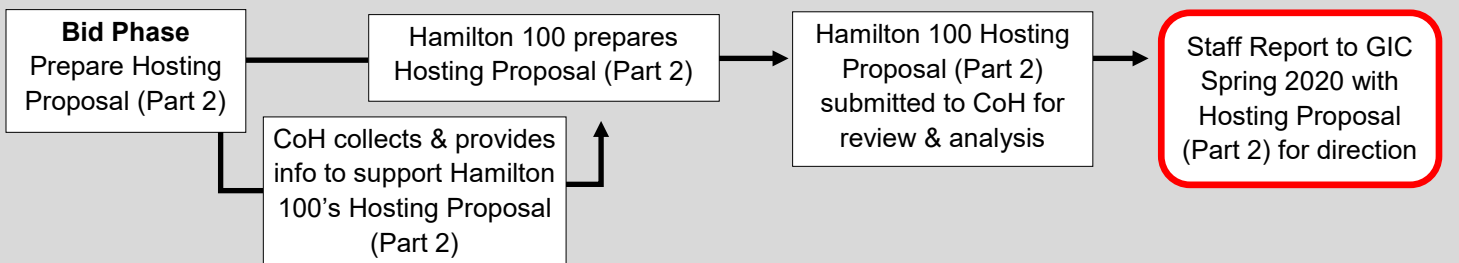 Bid Phase
Prepare Hosting
Proposal (Part 2)
Hamilton 100 prepares
Hosting Proposal (Part 2)
CoH collects & provides
info to support Hamilton
100’s Hosting Proposal
(Part 2)
Hamilton 100 Hosting
Proposal (Part 2)
submitted to CoH for
review & analysis
Staff Report to GIC
Spring 2020 with
Hosting Proposal
(Part 2) for direction